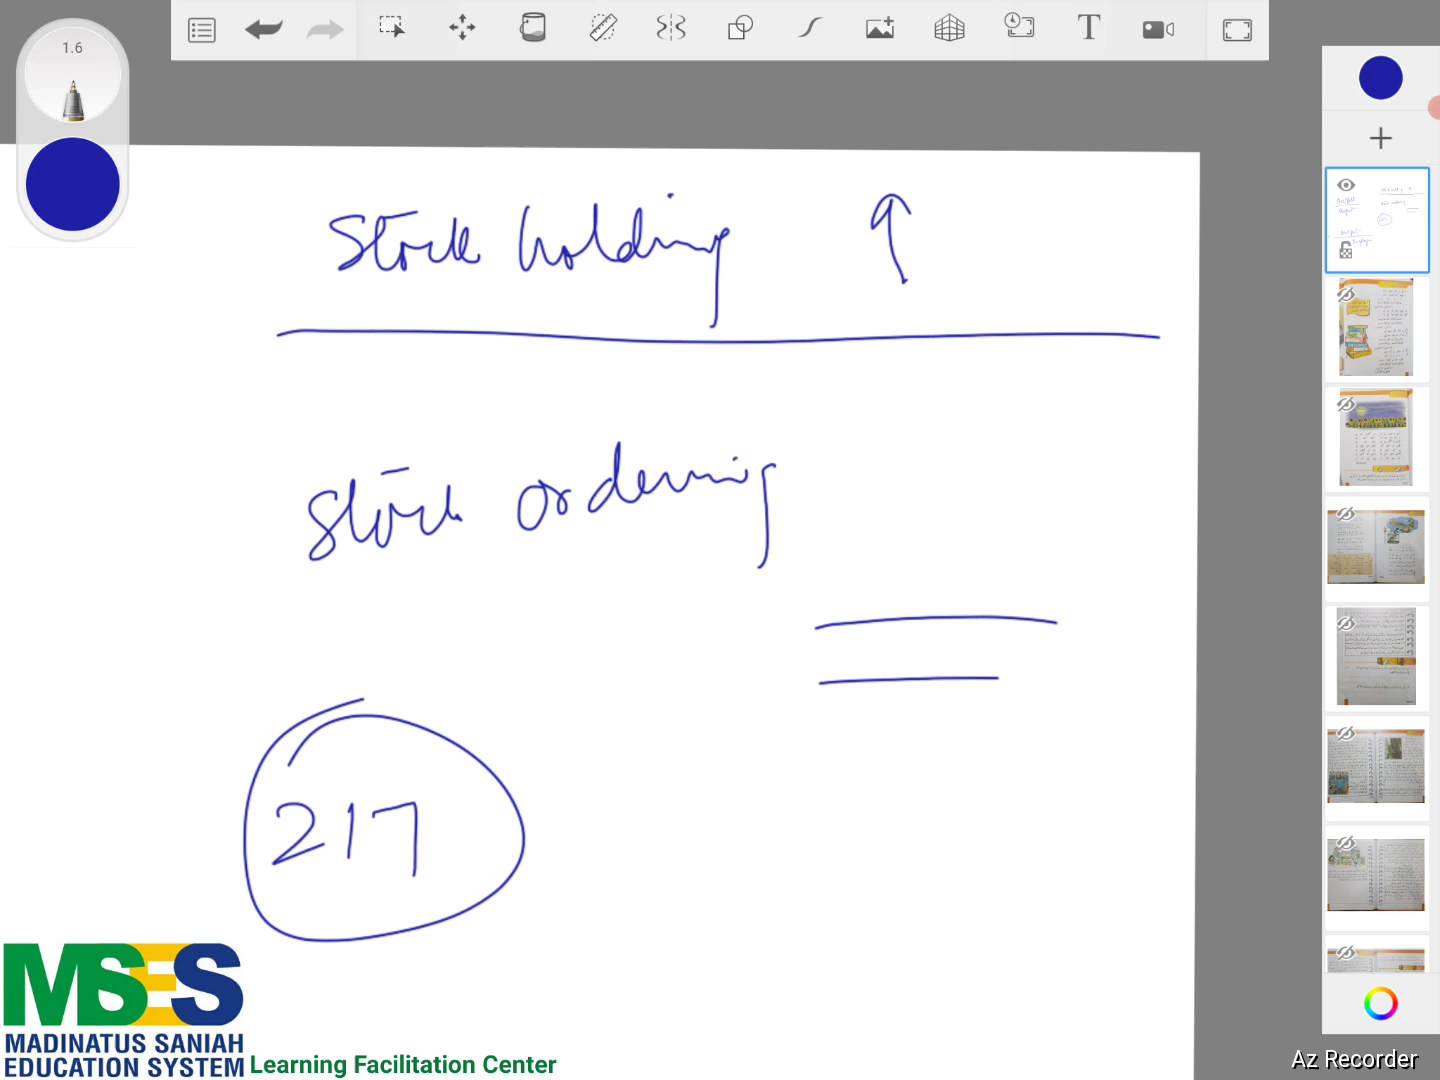 1.6
T
Stock holding ↑
Stock ordering
217
MSES
MADINATUS SANIAH
EDUCATION SYSTEM Learning Facilitation Center
Az Recorder